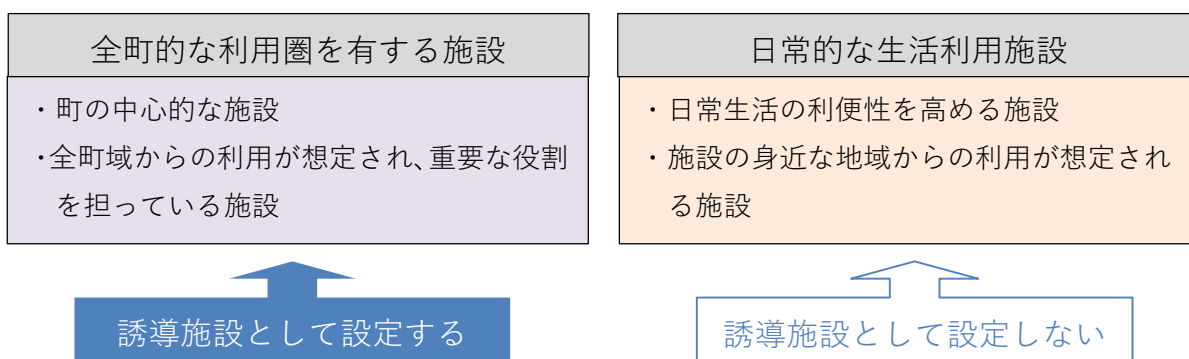 全町的な利用圏を有する施設
・町の中心的な施設
・全町域からの利用が想定され、重要な役割
を担っている施設
誘導施設として設定する
日常的な生活利用施設
・日常生活の利便性を高める施設
・施設の身近な地域からの利用が想定され
る施設
誘導施設として設定しない